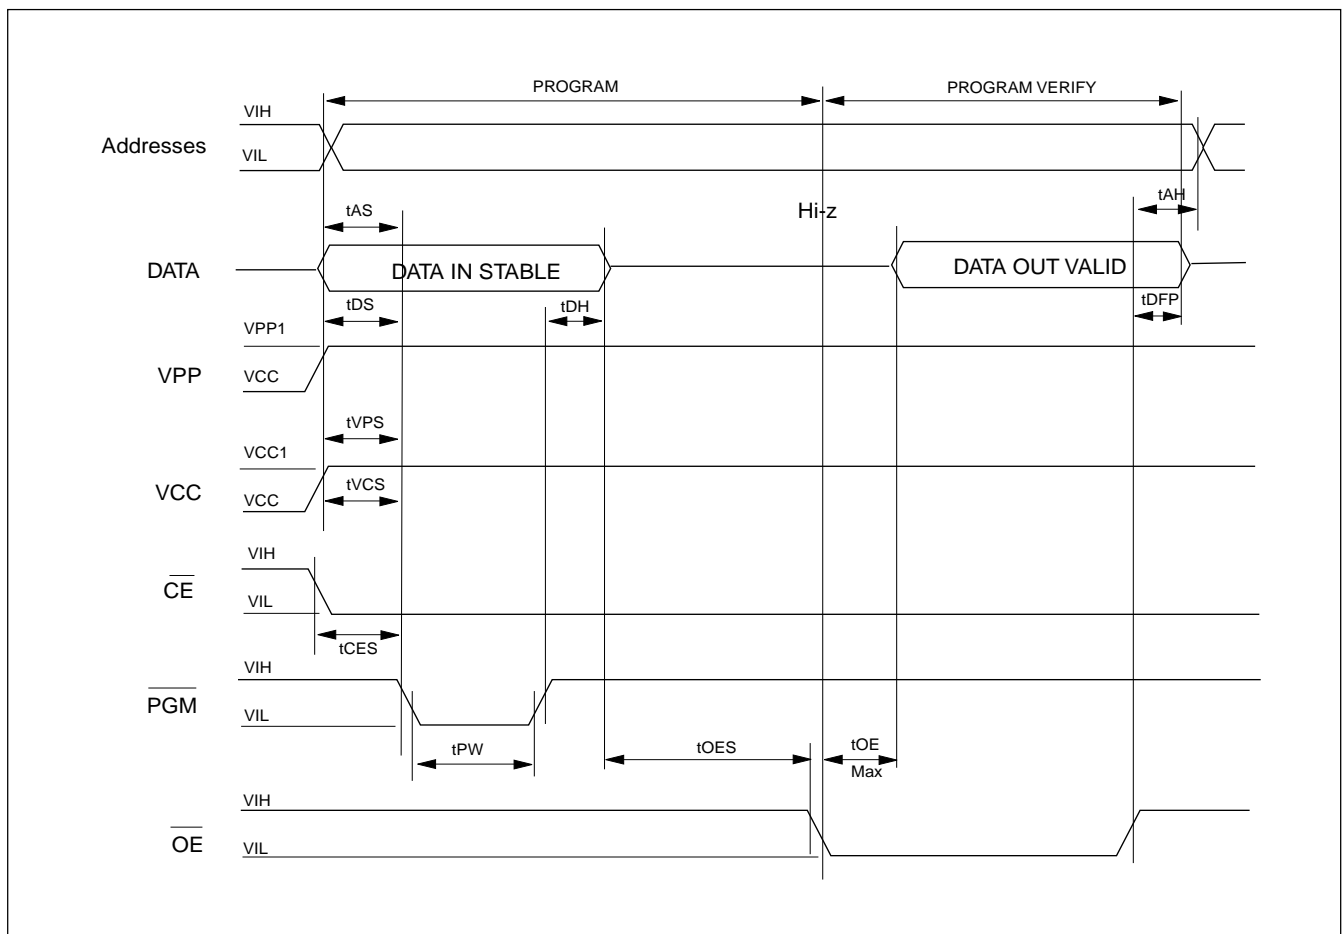 PROGRAM
PROGRAM VERIFY
VIH
Addresses
VIL
tAS
Hi-z
tAH
DATA
DATA IN STABLE
DATA OUT VALID
tDS
tDH
tDFP
VPP1
VPP
VCC
tVPS
VCC1
VCC
VCC
tVCS
VIH
CE
VIL
tCES
VIH
PGM
VIL
tPW
tOES
tOE
Max
VIH
OE
VIL